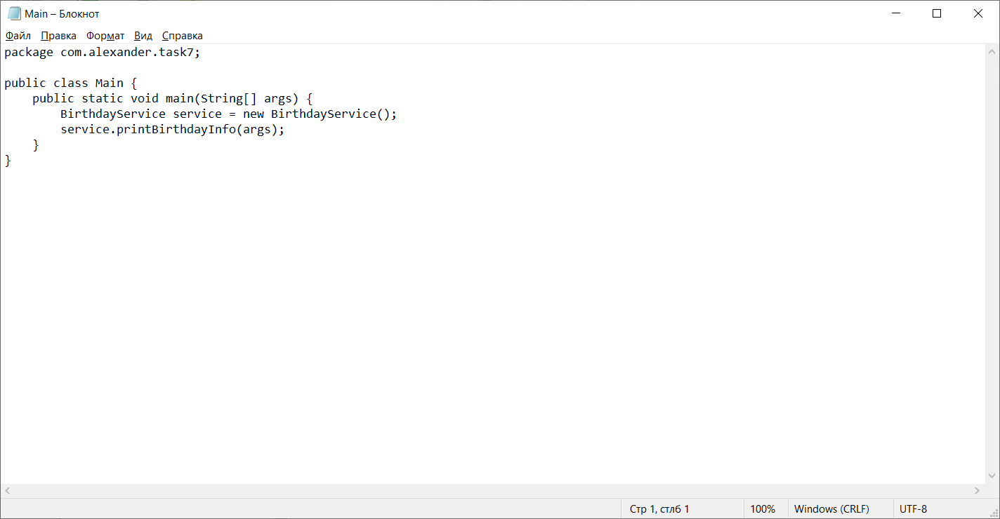 Main – Блокнот
Файл Правка Формат Вид Справка
package com.alexander.task7;
public class Main {
    public static void main(String[] args) {
        BirthdayService service = new BirthdayService();
        service.printBirthdayInfo(args);
    }
}
Стр 1, стлб 1 100% Windows (CRLF) UTF-8